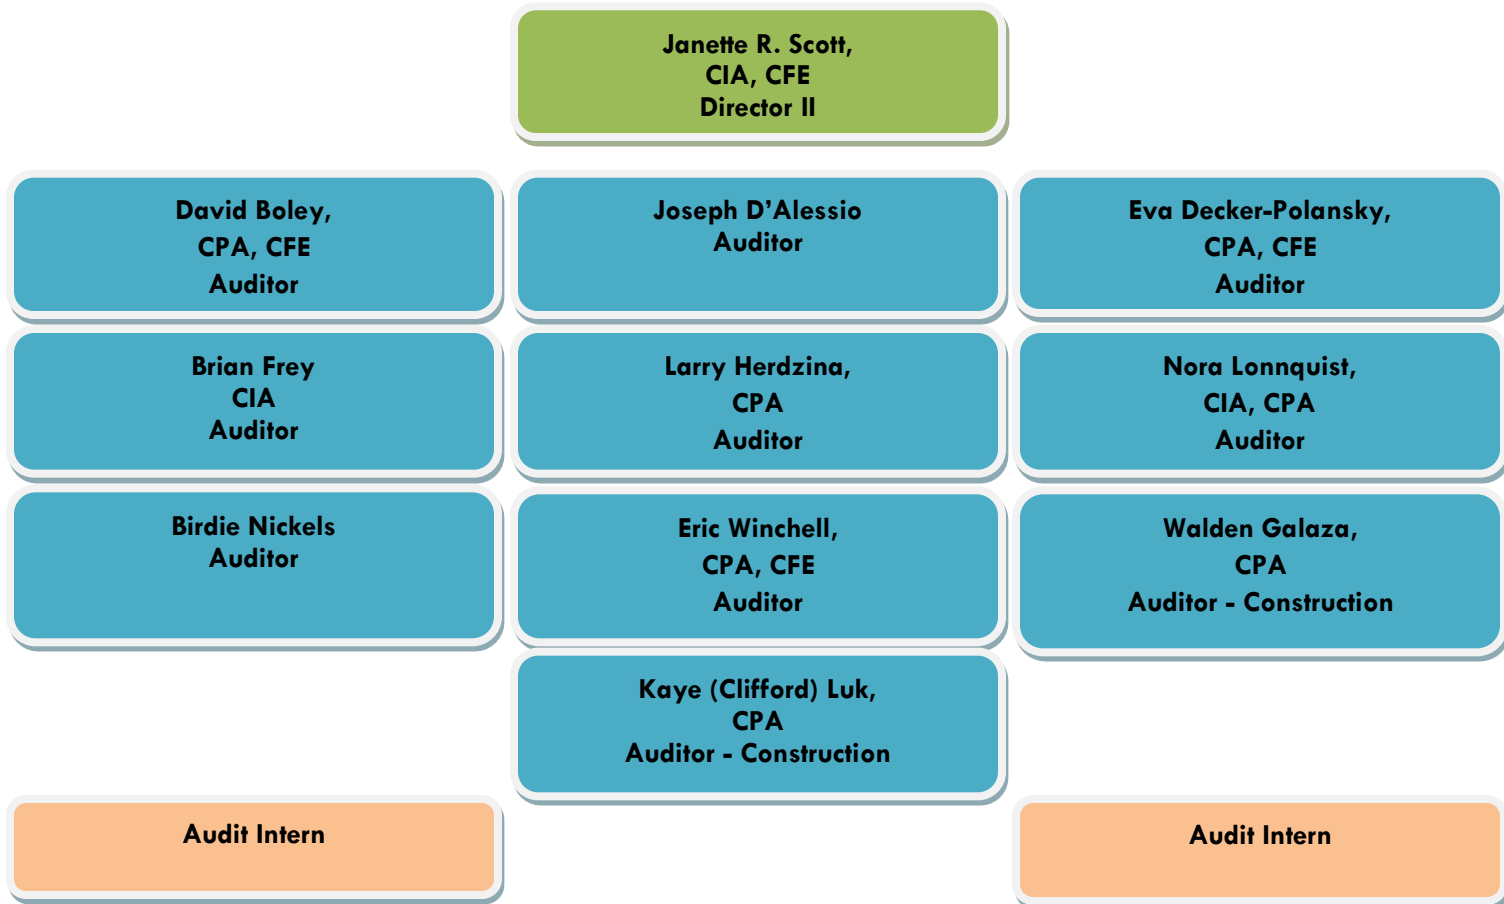 Janette R. Scott,
CIA, CFE
Director II
David Boley,
CPA, CFE
Auditor
Joseph D’Alessio
Auditor
Eva Decker-Polansky,
CPA, CFE
Auditor
Brian Frey
CIA
Auditor
Larry Herdzina,
CPA
Auditor
Nora Lonnquist,
CIA, CPA
Auditor
Birdie Nickels
Auditor
Eric Winchell,
CPA, CFE
Auditor
Walden Galaza,
CPA
Auditor - Construction
Kaye (Clifford) Luk,
CPA
Auditor - Construction
Audit Intern
Audit Intern